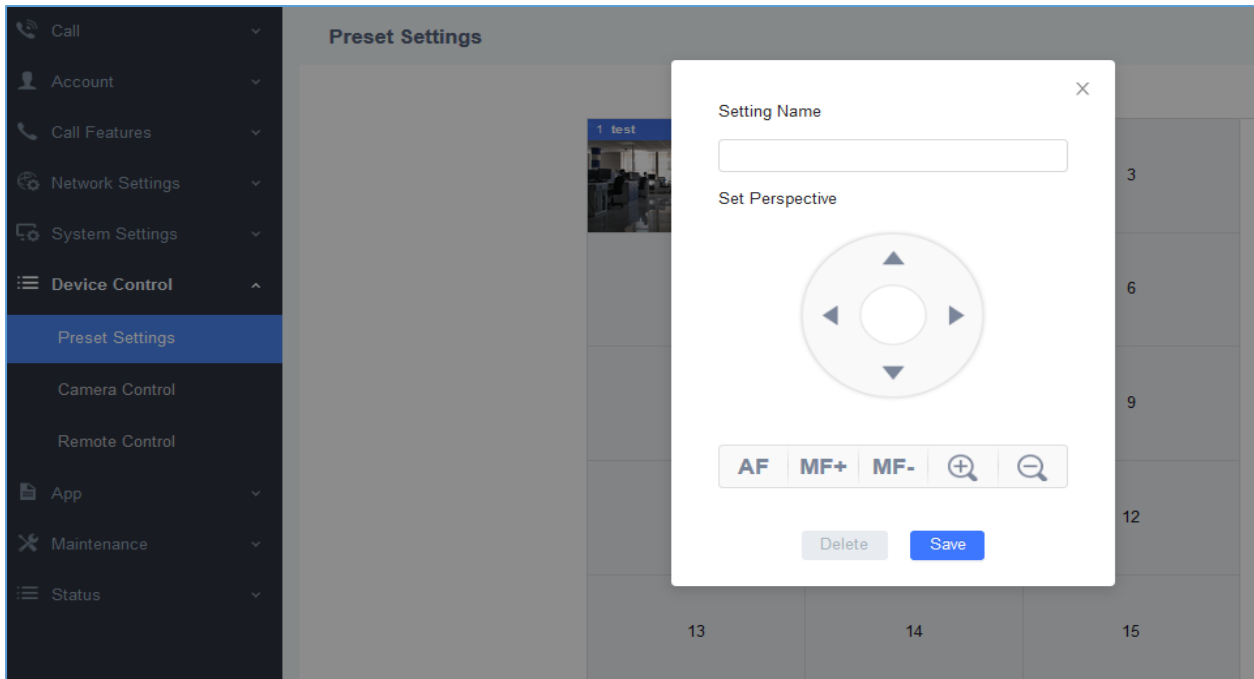 Call
Account
Call Features
Network Settings
System Settings
Device Control
Preset Settings
Camera Control
Remote Control
App
Maintenance
Status
Preset Settings
1 test
3
6
9
12
13 14 15
Setting Name
Set Perspective
AF MF+ MF-
Delete Save